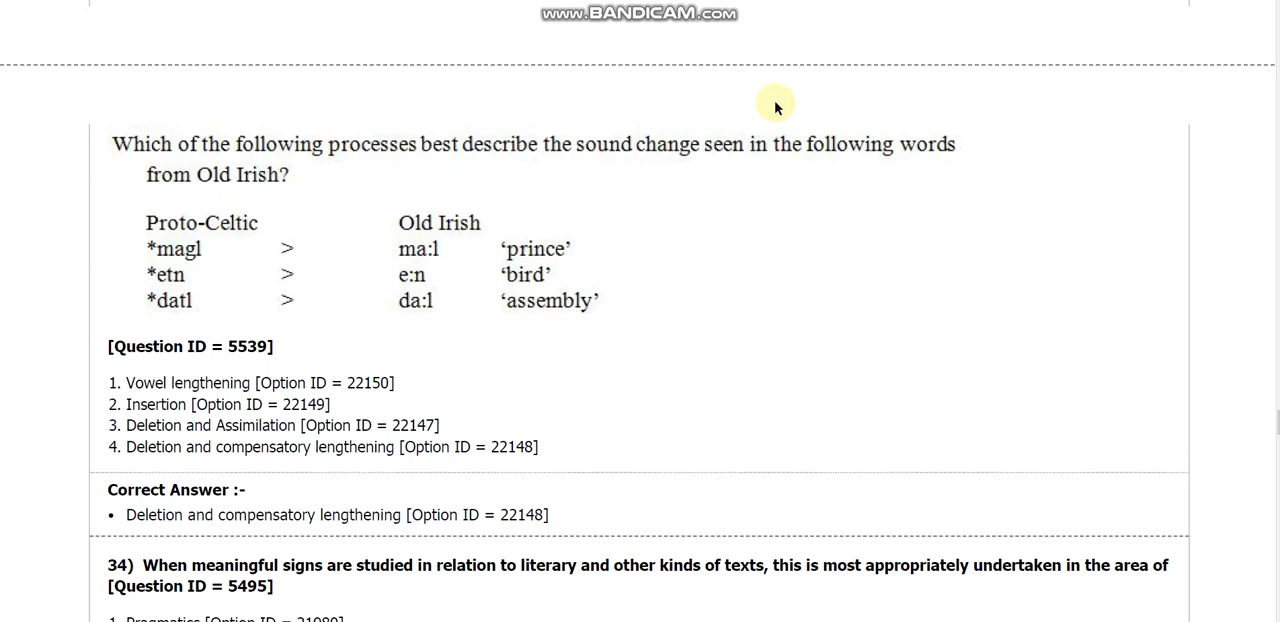 www.BANDICAM.com
Which of the following processes best describe the sound change seen in the following words
from Old Irish?
Proto-Celtic Old Irish
*magl > ma:l ‘prince’
*etn > e:n ‘bird’
*datl > da:l ‘assembly’
[Question ID = 5539]
1. Vowel lengthening [Option ID = 22150]
2. Insertion [Option ID = 22149]
3. Deletion and Assimilation [Option ID = 22147]
4. Deletion and compensatory lengthening [Option ID = 22148]
Correct Answer :-
• Deletion and compensatory lengthening [Option ID = 22148]
34) When meaningful signs are studied in relation to literary and other kinds of texts, this is most appropriately undertaken in the area of
[Question ID = 5495]
1. Pragmatics [Option ID = 21980]